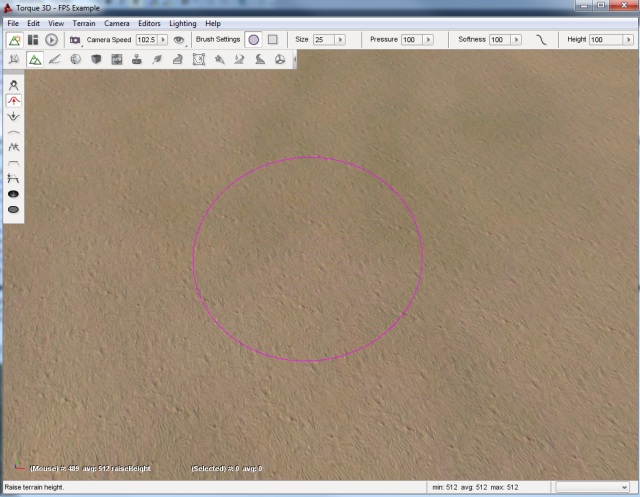 Torque 3D - FPS Example
File Edit View Terrain Camera Editors Lighting Help
Camera Speed 102.5 Brush Settings Size 25 Pressure 100 Softness 100 Height 100
(Mouse) #: 489 avg: 512 raiseHeight
(Selected) #: 0 avg: 0
Raise terrain height.
min: 512 avg: 512 max: 512